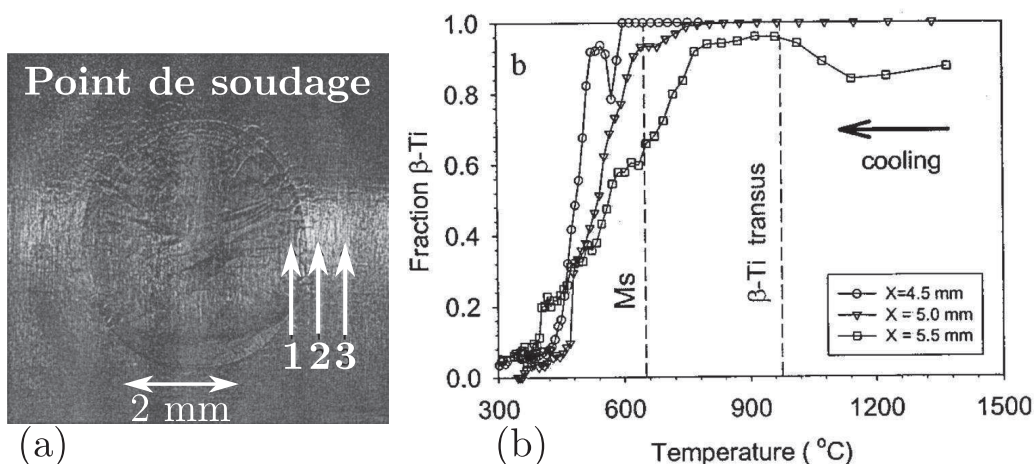 Point de soudage
1 2 3
2 mm
(a)
b
Fraction β-Ti
1.0
0.8
0.6
0.4
0.2
0.0
cooling
Ms
β-Ti transus
X=4.5 mm
X = 5.0 mm
X = 5.5 mm
300 600 900 1200 1500
Temperature ( °C)
(b)